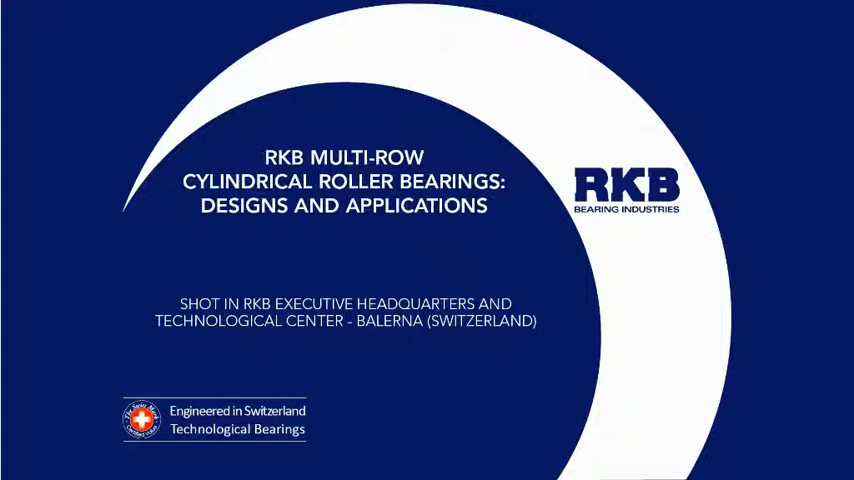 RKB MULTI-ROW
CYLINDRICAL ROLLER BEARINGS:
DESIGNS AND APPLICATIONS
RKB
BEARING INDUSTRIES
SHOT IN RKB EXECUTIVE HEADQUARTERS AND
TECHNOLOGICAL CENTER - BALERNA (SWITZERLAND)
Engineered in Switzerland
Technological Bearings